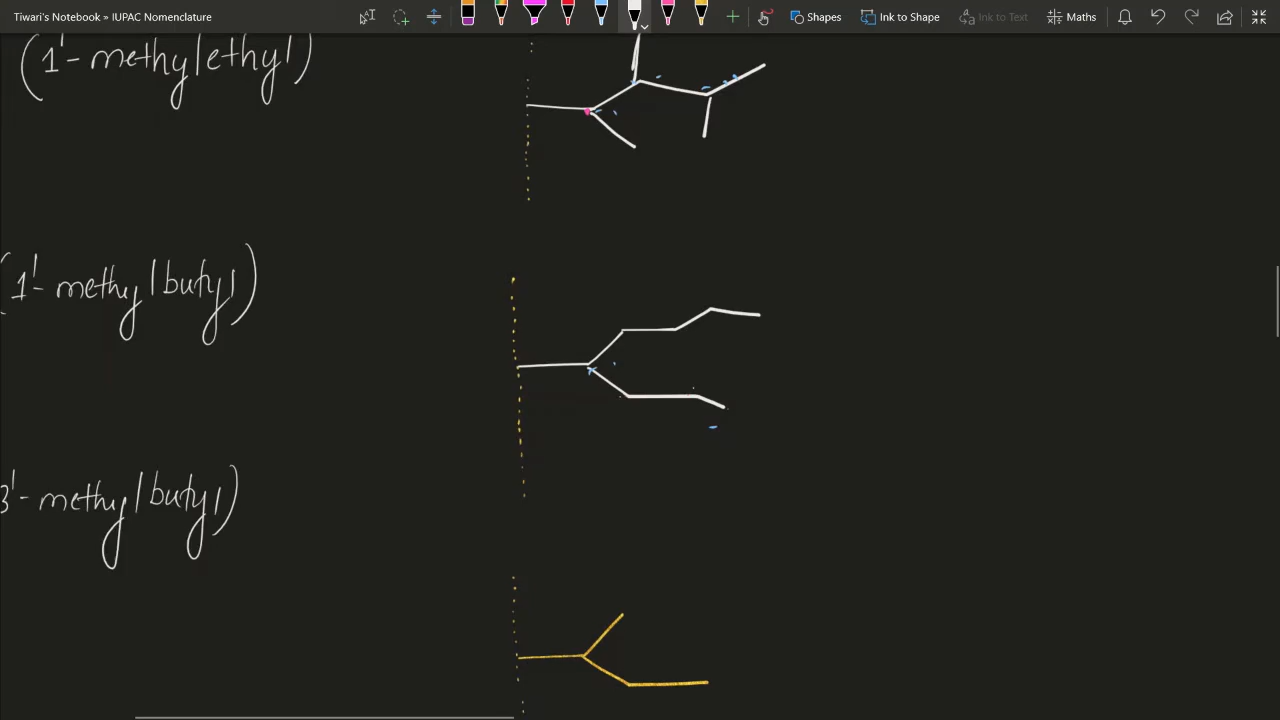 Tiwari's Notebook » IUPAC Nomenclature
Shapes
Ink to Shape
Ink to Text
Maths
(1'- methylethyl)
(1'- methylbutyl)
3'- methylbutyl)